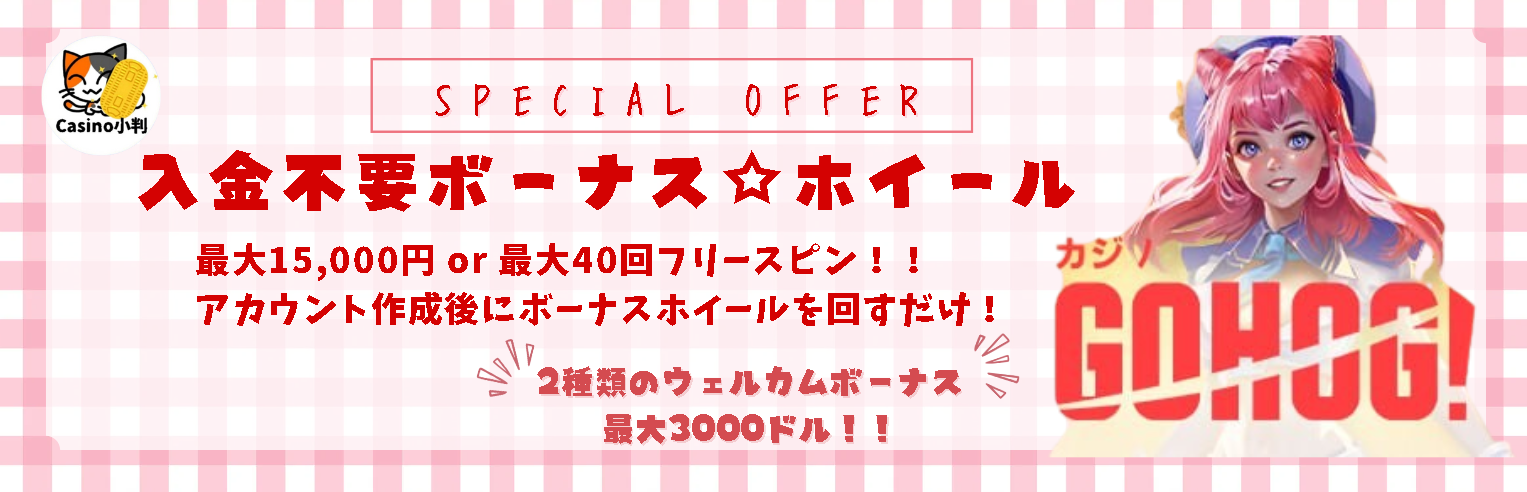 Casino小判
SPECIAL OFFER
入金不要ボーナス☆ホイール
最大15,000円 or 最大40回フリースピン！！
アカウント作成後にボーナスホイールを回すだけ！
2種類のウェルカムボーナス
最大3000ドル！！
カジノ
GOHOG!